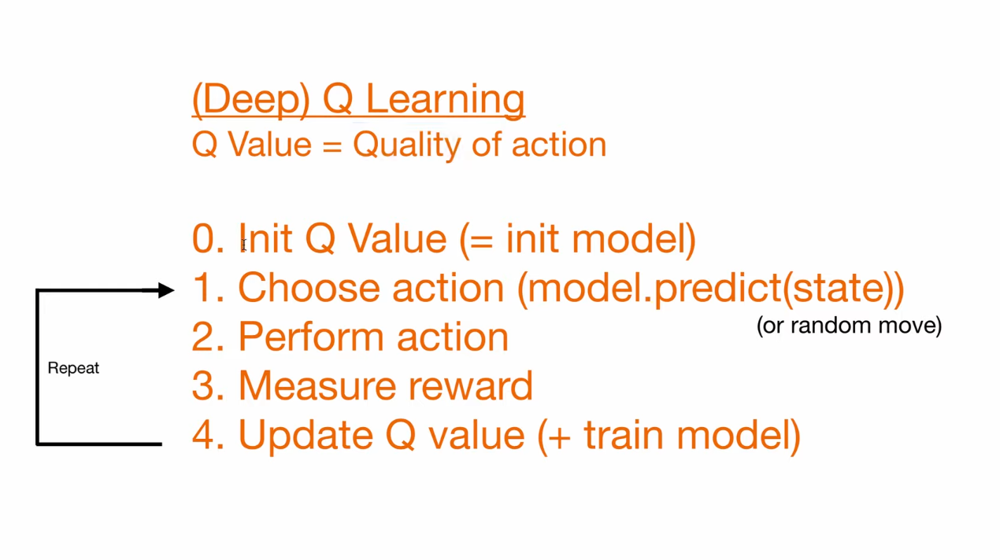 (Deep) Q Learning
Q Value = Quality of action
0. Init Q Value (= init model)
1. Choose action (model.predict(state))
(or random move)
2. Perform action
Repeat
3. Measure reward
4. Update Q value (+ train model)